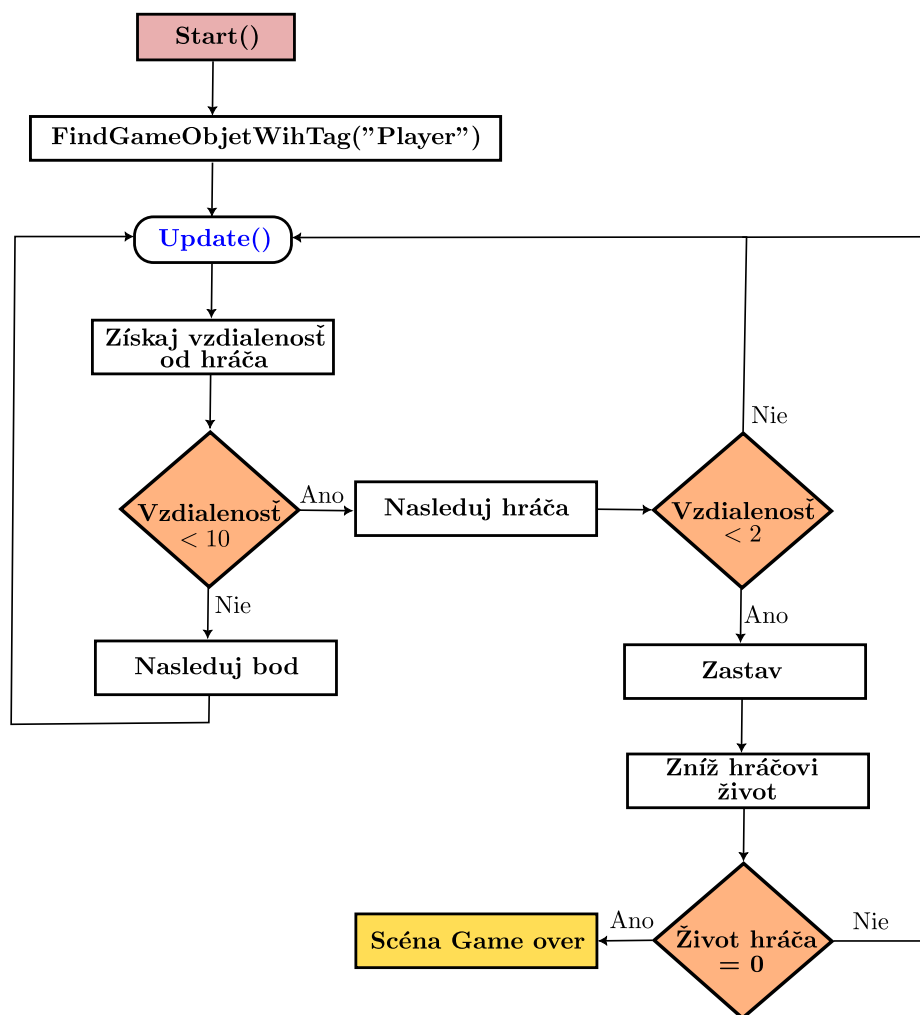 Start()
FindGameObjetWihTag("Player")
Update()
Získaj vzdialenosť
od hráča
Vzdialenosť
< 10
Ano
Nasleduj hráča
Vzdialenosť
< 2
Nie
Nie
Nasleduj bod
Ano
Zastav
Zníž hráčovi
život
Život hráča
= 0
Ano
Scéna Game over
Nie